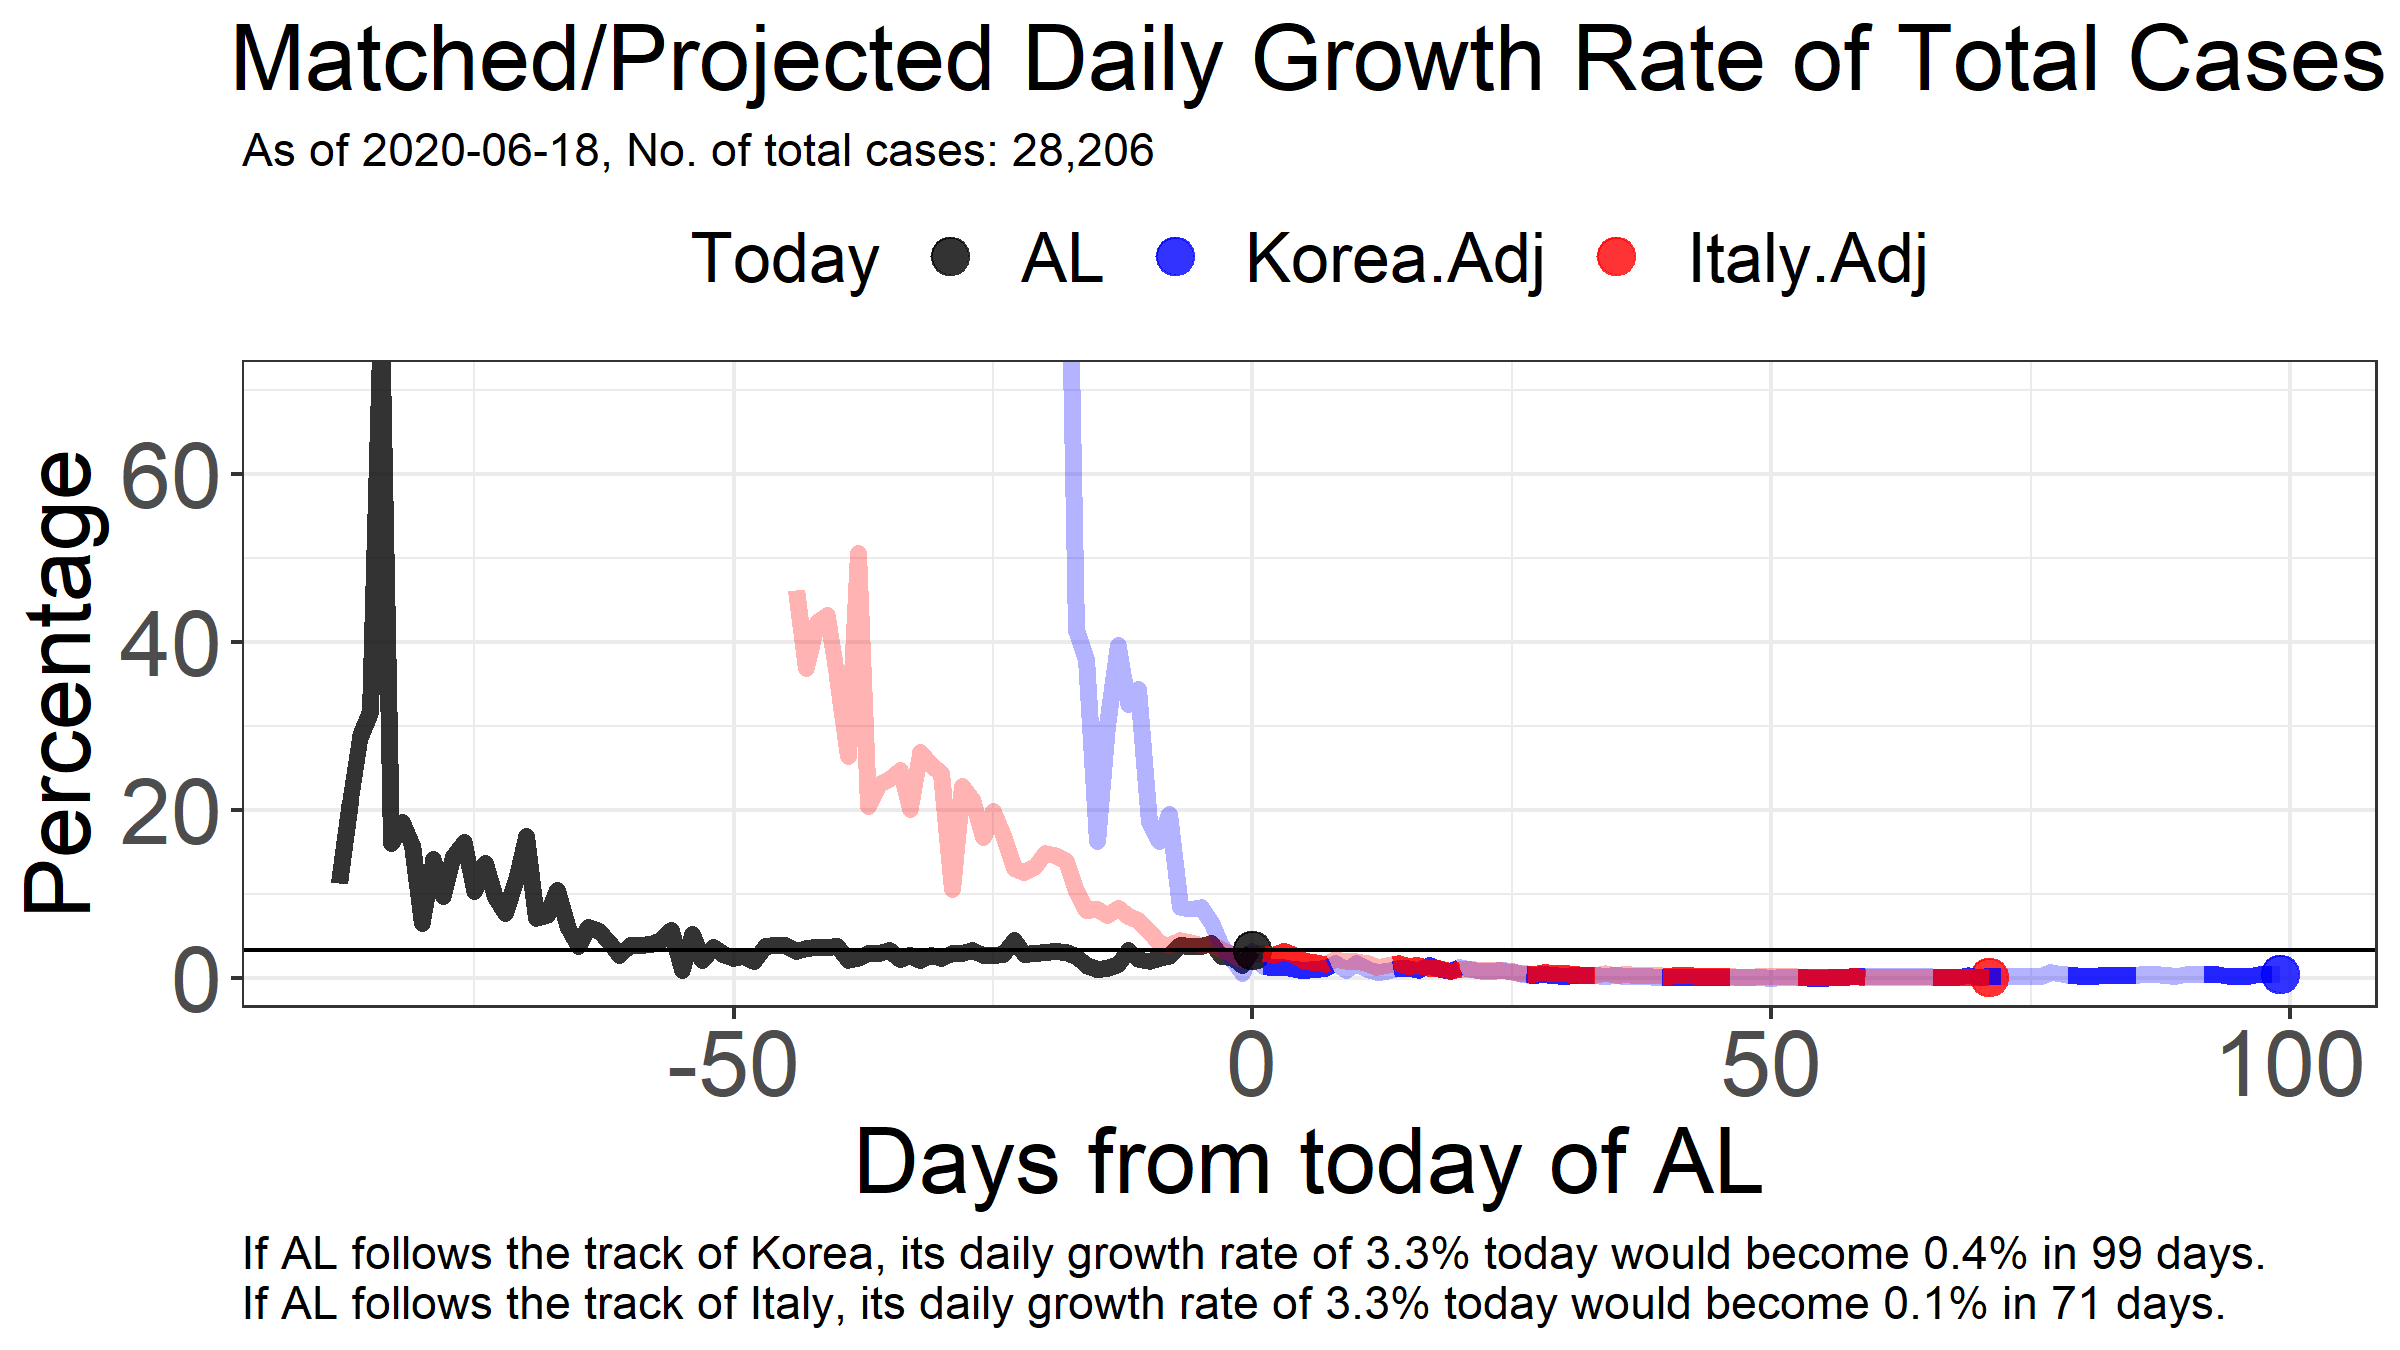 Matched/Projected Daily Growth Rate of Total Cases
As of 2020-06-18, No. of total cases: 28,206
Today AL Korea.Adj Italy.Adj
Percentage
60
40
20
0
-50 0 50 100
Days from today of AL
If AL follows the track of Korea, its daily growth rate of 3.3% today would become 0.4% in 99 days.
If AL follows the track of Italy, its daily growth rate of 3.3% today would become 0.1% in 71 days.